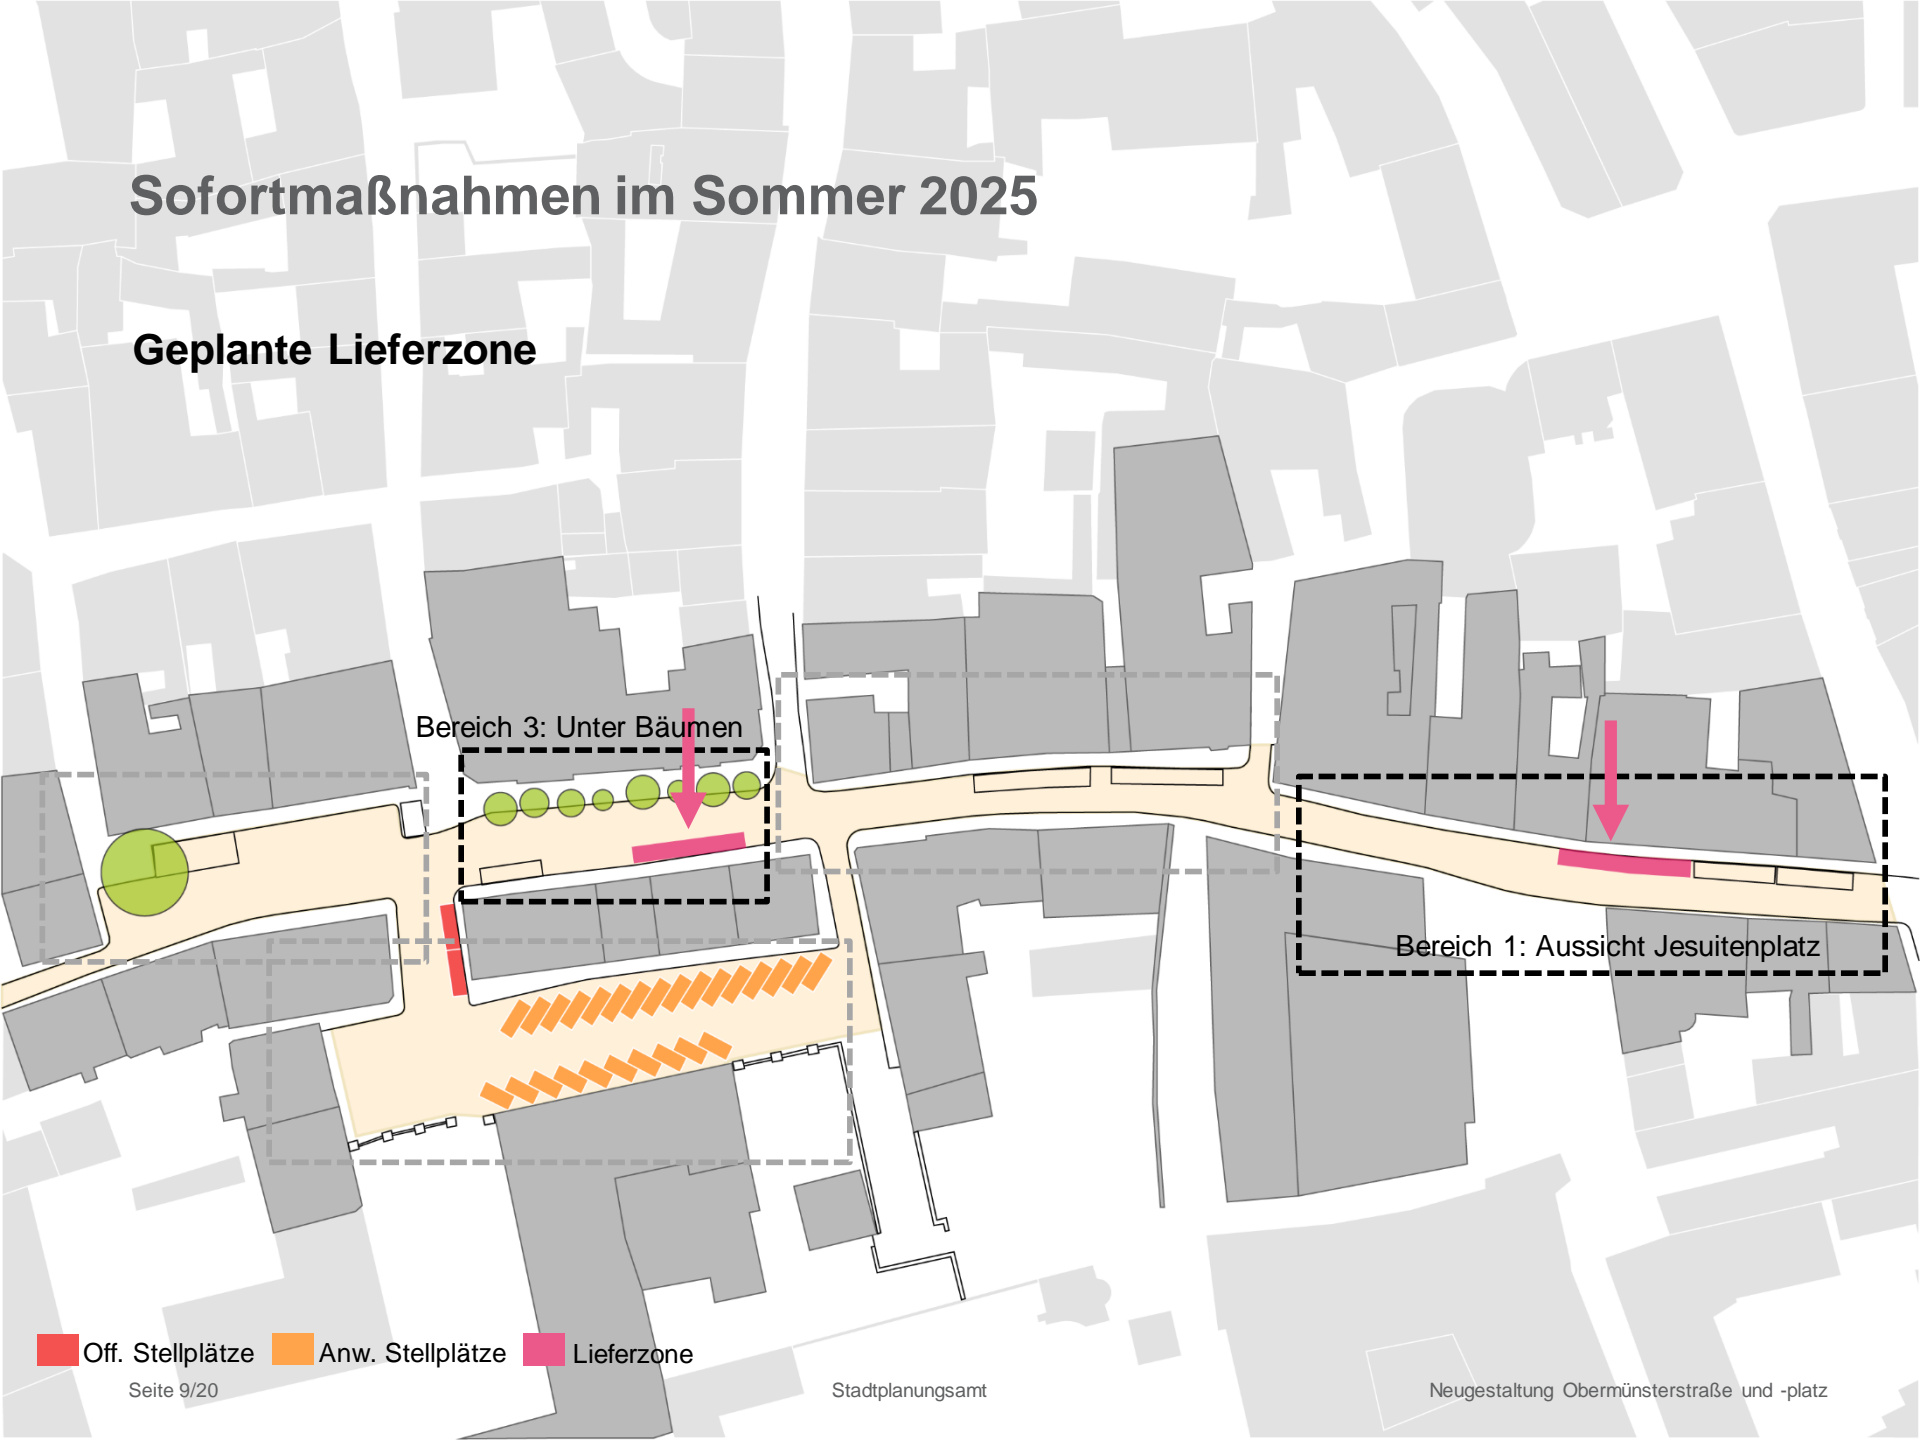 Sofortmaßnahmen im Sommer 2025
Geplante Lieferzone
Bereich 3: Unter Bäumen
Bereich 1: Aussicht Jesuitenplatz
Off. Stellplätze
Anw. Stellplätze
Lieferzone
Seite 9/20
Stadtplanungsamt
Neugestaltung Obermünsterstraße und -platz